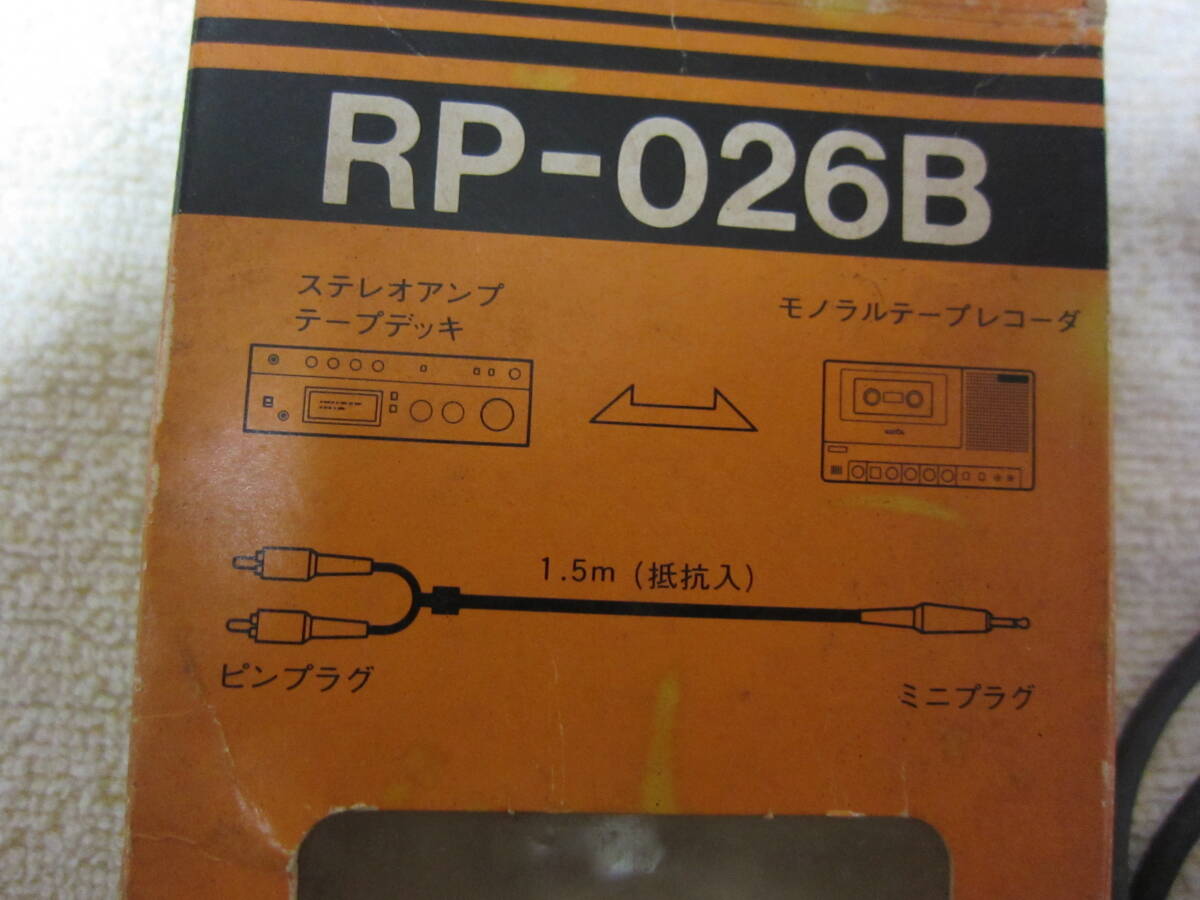 RP-026B
ステレオアンプ
テープデッキ
モノラルテープレコーダ
1.5m (抵抗入)
ピンプラグ
ミニプラグ